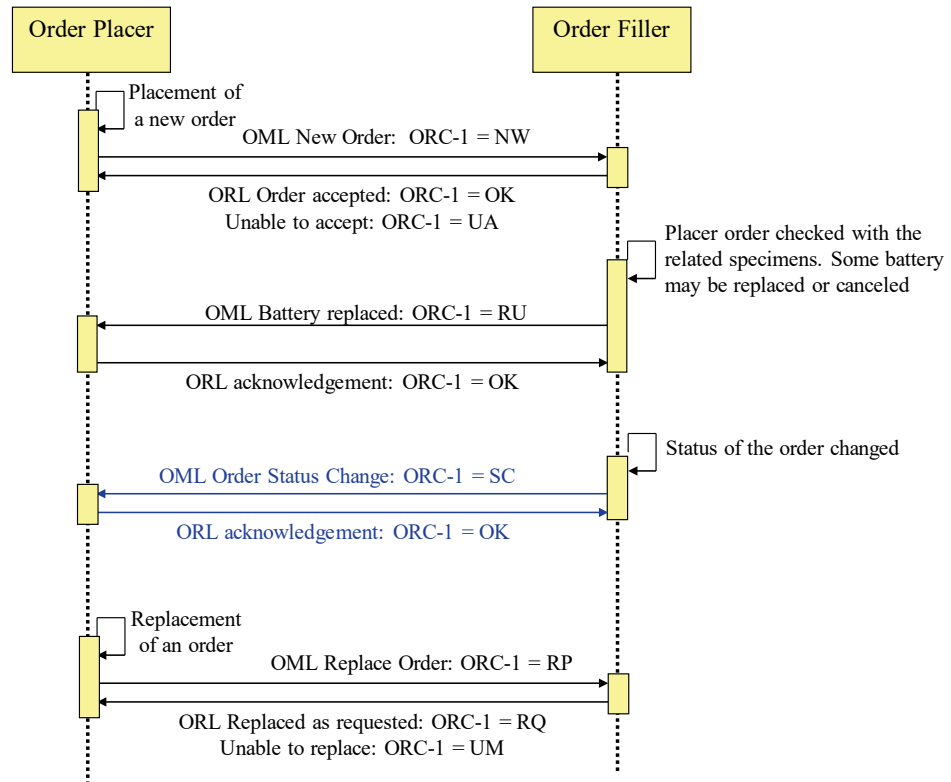 Order Placer
Order Filler
Placement of
a new order
OML New Order: ORC-1 = NW
ORL Order accepted: ORC-1 = OK
Unable to accept: ORC-1 = UA
Placer order checked with the
related specimens. Some battery
may be replaced or canceled
OML Battery replaced: ORC-1 = RU
ORL acknowledgement: ORC-1 = OK
Status of the order changed
OML Order Status Change: ORC-1 = SC
ORL acknowledgement: ORC-1 = OK
Replacement
of an order
OML Replace Order: ORC-1 = RP
ORL Replaced as requested: ORC-1 = RQ
Unable to replace: ORC-1 = UM